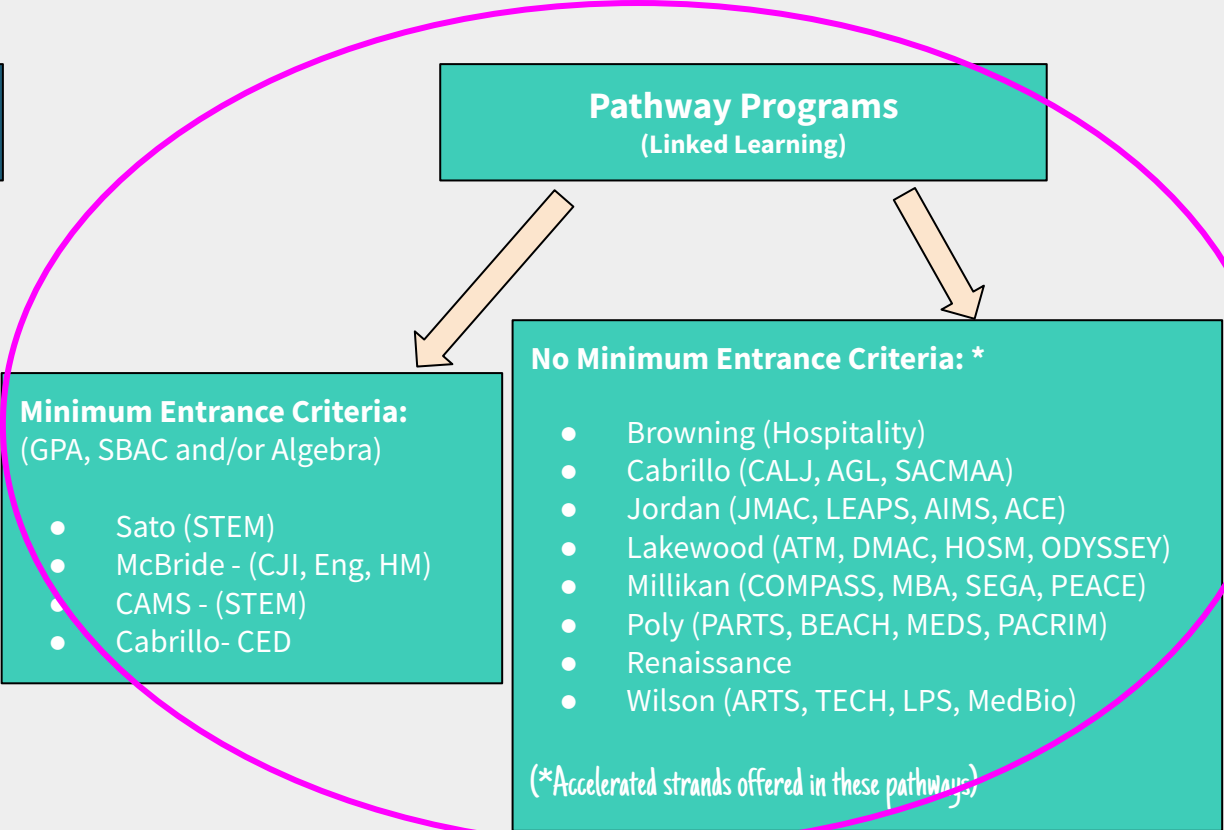 Pathway Programs
(Linked Learning)
Minimum Entrance Criteria:
(GPA, SBAC and/or Algebra)
● Sato (STEM)
● McBride - (CJI, Eng, HM)
● CAMS - (STEM)
● Cabrillo- CED
No Minimum Entrance Criteria: *
● Browning (Hospitality)
● Cabrillo (CALJ, AGL, SACMAA)
● Jordan (JMAC, LEAPS, AIMS, ACE)
● Lakewood (ATM, DMAC, HOSM, ODYSSEY)
● Millikan (COMPASS, MBA, SEGA, PEACE)
● Poly (PARTS, BEACH, MEDS, PACRIM)
● Renaissance
● Wilson (ARTS, TECH, LPS, MedBio)
(*Accelerated strands offered in these pathways)